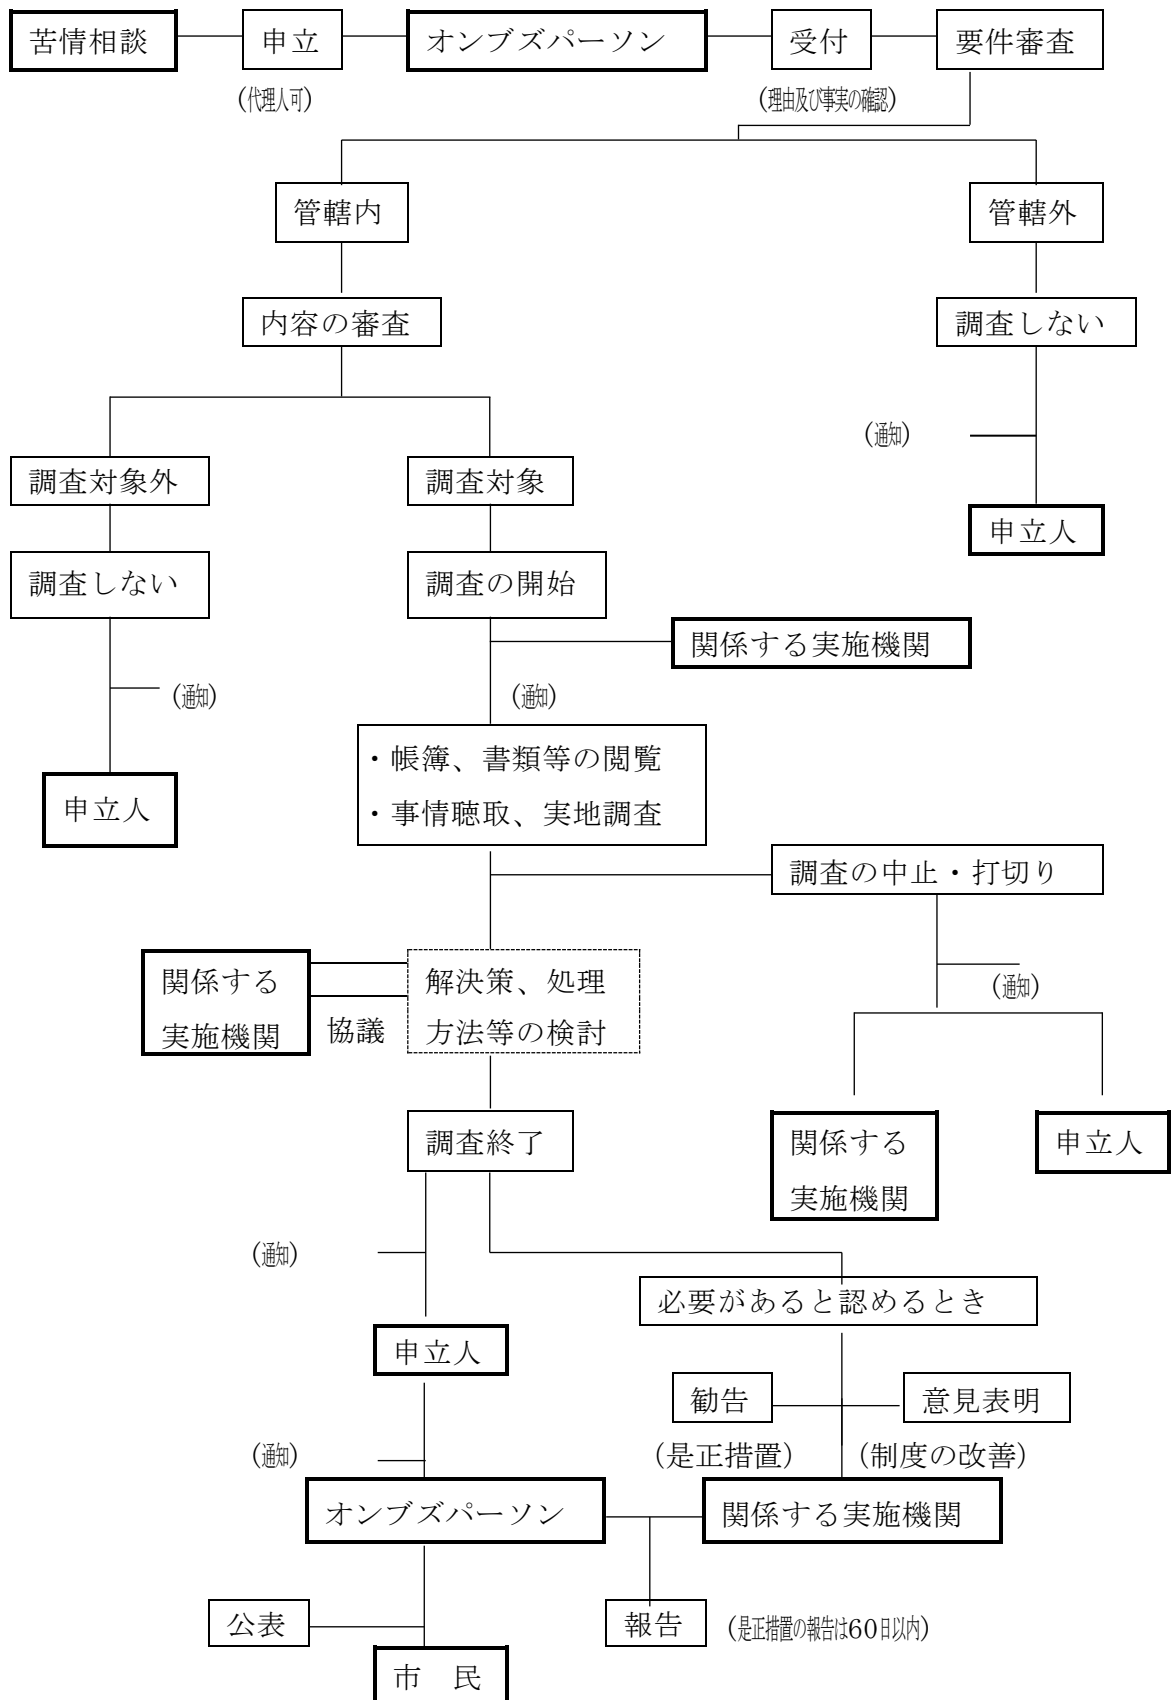 苦情相談
申立
オンブズパーソン
受付
要件審査
(代理人可)
(理由及び事実の確認)
管轄内
管轄外
内容の審査
調査しない
(通知)
調査対象外
調査対象
申立人
調査しない
調査の開始
関係する実施機関
(通知)
(通知)
・帳簿、書類等の閲覧
・事情聴取、実地調査
申立人
調査の中止・打切り
関係する
実施機関
協議
解決策、処理
方法等の検討
(通知)
調査終了
関係する
実施機関
申立人
(通知)
必要があると認めるとき
申立人
勧告
意見表明
(通知)
(是正措置)
(制度の改善)
オンブズパーソン
関係する実施機関
公表
報告
(是正措置の報告は60日以内)
市　民